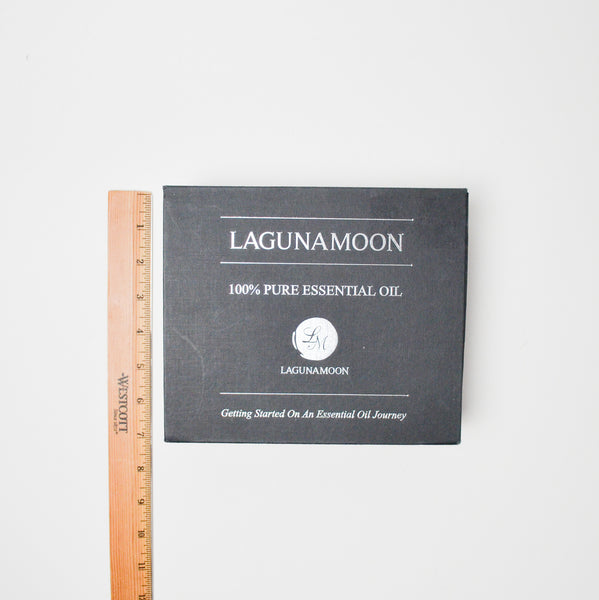 LAGUNAMOON
100% PURE ESSENTIAL OIL
LM
LAGUNAMOON
Getting Started On An Essential Oil Journey
WESTCOTT
1
2
3
4
5
6
7
8
9
10
11
12